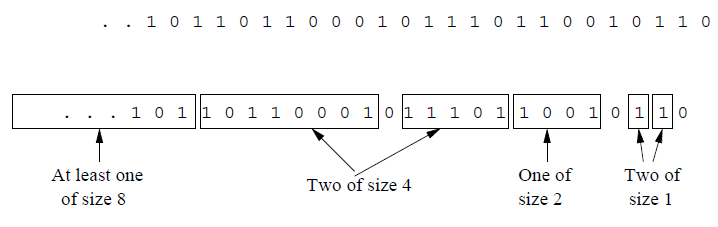 . . 1 0 1 1 0 1 1 0 0 0 1 0 1 1 1 0 1 1 0 0 1 0 1 1 0
. . . 1 0 1 1 0 1 1 0 0 0 1 0 1 1 1 0 1 1 0 0 1 0 1 1 0
At least one
of size 8
Two of size 4
One of
size 2
Two of
size 1